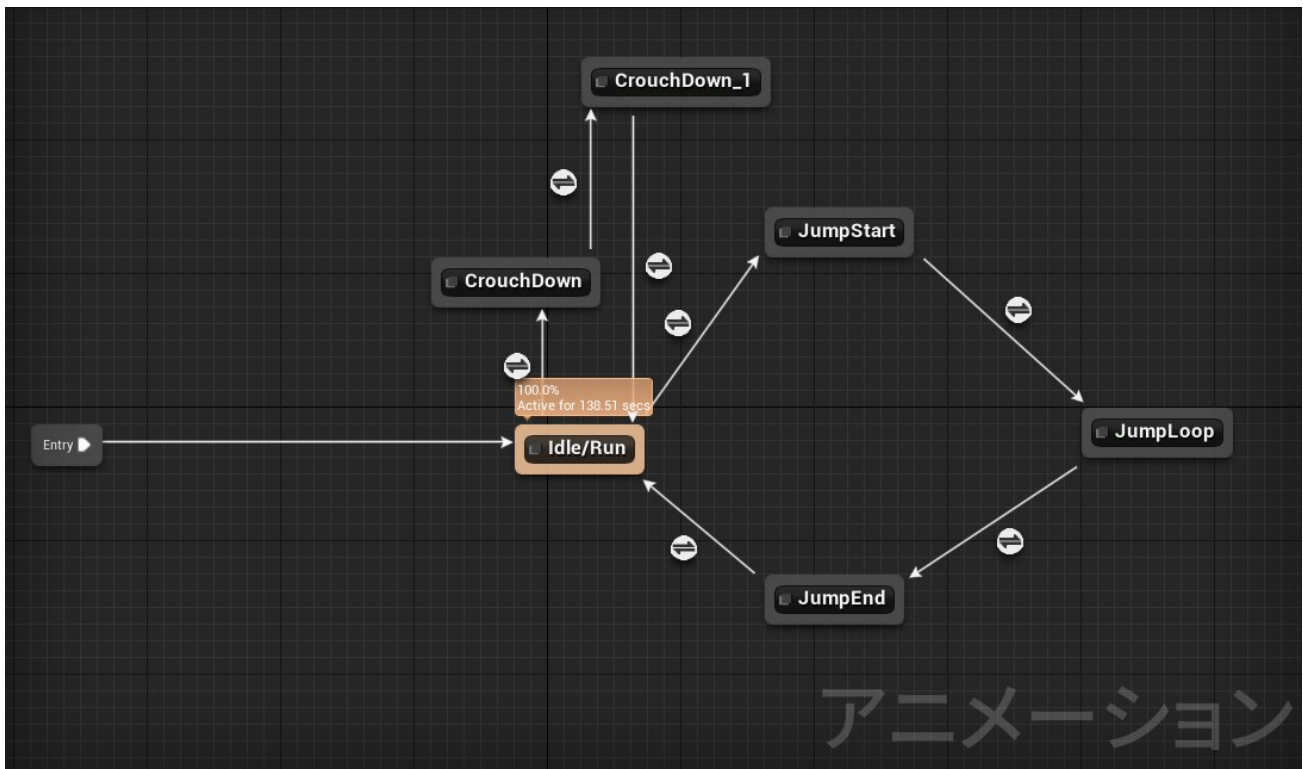 CrouchDown_1
JumpStart
CrouchDown
100.0%
Active for 138.51 secs
Entry
Idle/Run
JumpLoop
JumpEnd
アニメーション